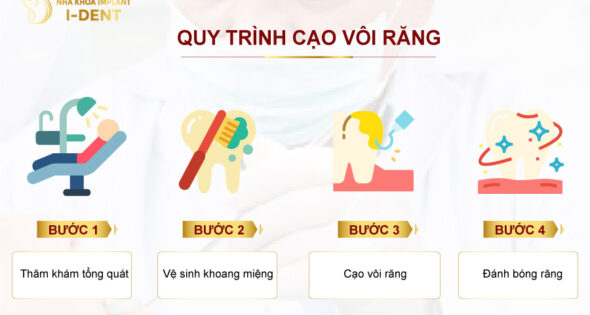 NHA KHOA IMPLANT
I-DENT
QUY TRÌNH CẠO VÔI RĂNG
BƯỚC 1
BƯỚC 2
BƯỚC 3
BƯỚC 4
Thăm khám tổng quát
Vệ sinh khoang miệng
Cạo vôi răng
Đánh bóng răng